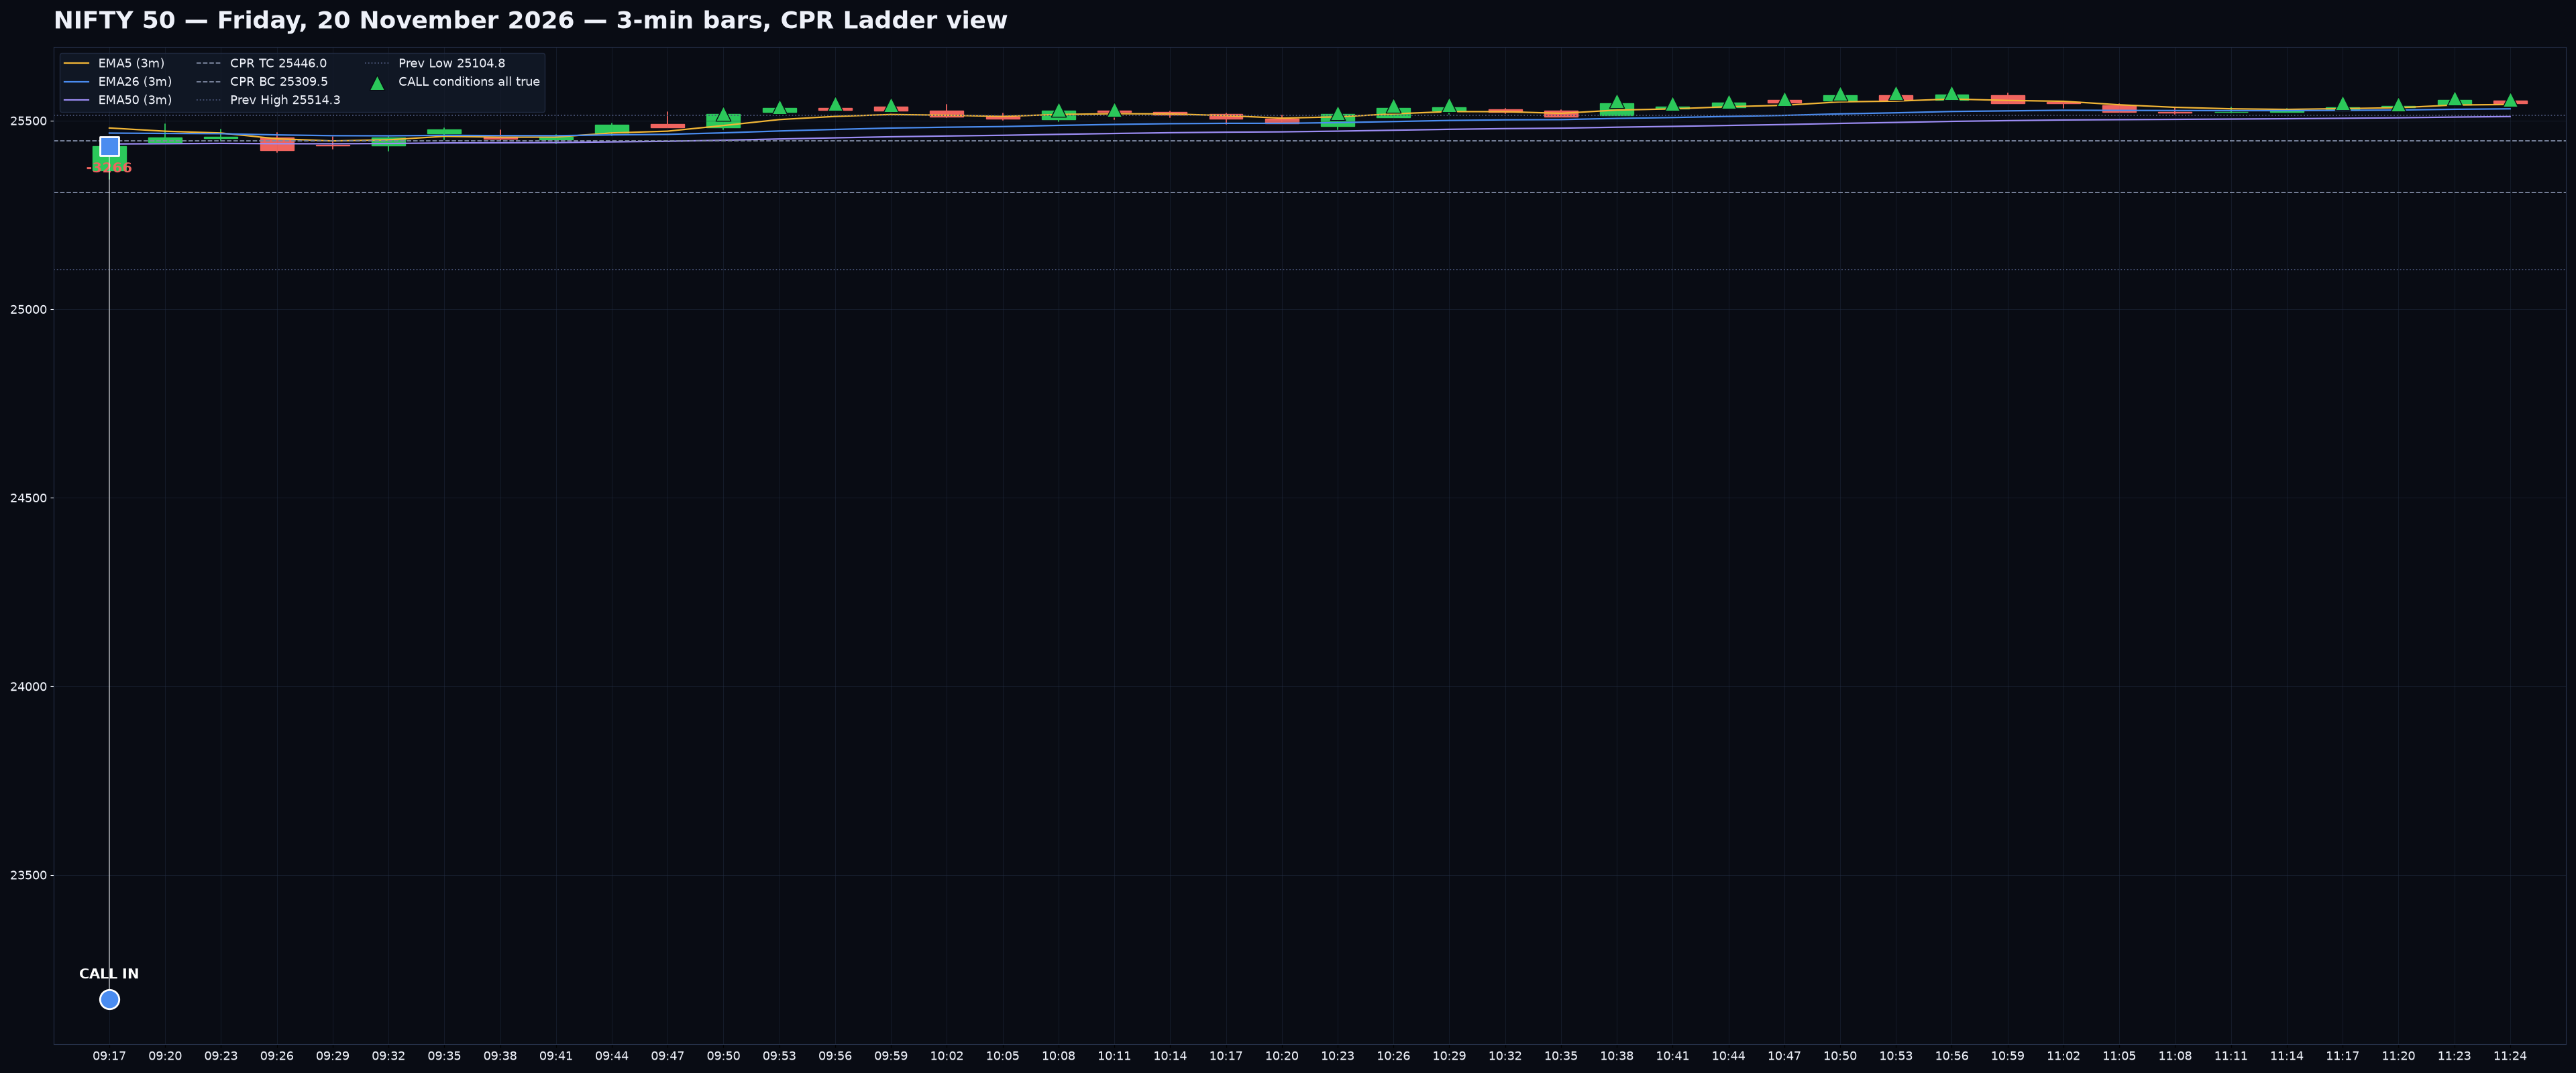 NIFTY 50 — Friday, 20 November 2026 — 3-min bars, CPR Ladder view
EMA5 (3m)
EMA26 (3m)
EMA50 (3m)
CPR TC 25446.0
CPR BC 25309.5
Prev High 25514.3
Prev Low 25104.8
CALL conditions all true
25500
25000
24500
24000
23500
CALL IN
09:17 09:20 09:23 09:26 09:29 09:32 09:35 09:38 09:41 09:44 09:47 09:50 09:53 09:56 09:59 10:02 10:05 10:08 10:11 10:14 10:17 10:20 10:23 10:26 10:29 10:32 10:35 10:38 10:41 10:44 10:47 10:50 10:53 10:56 10:59 11:02 11:05 11:08 11:11 11:14 11:17 11:20 11:23 11:24